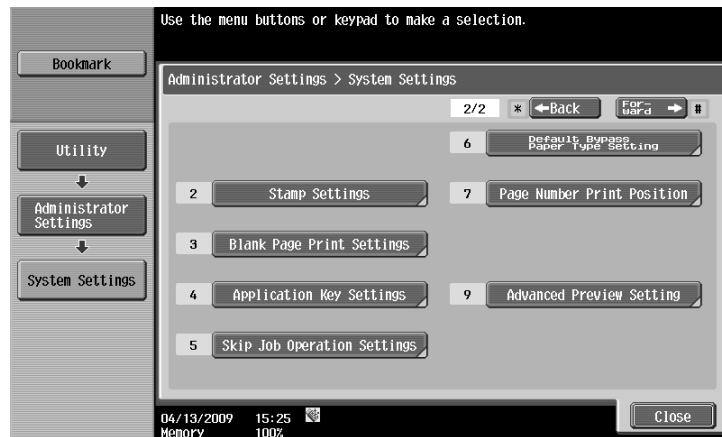 Use the menu buttons or keypad to make a selection.
Bookmark
Administrator Settings > System Settings
2/2 * ←Back For-ward → #
Utility
Administrator
Settings
System Settings
6 Default Bypass
Paper Type Setting
2 Stamp Settings
7 Page Number Print Position
3 Blank Page Print Settings
4 Application Key Settings
9 Advanced Preview Setting
5 Skip Job Operation Settings
04/13/2009 15:25
Memory 100%
Close